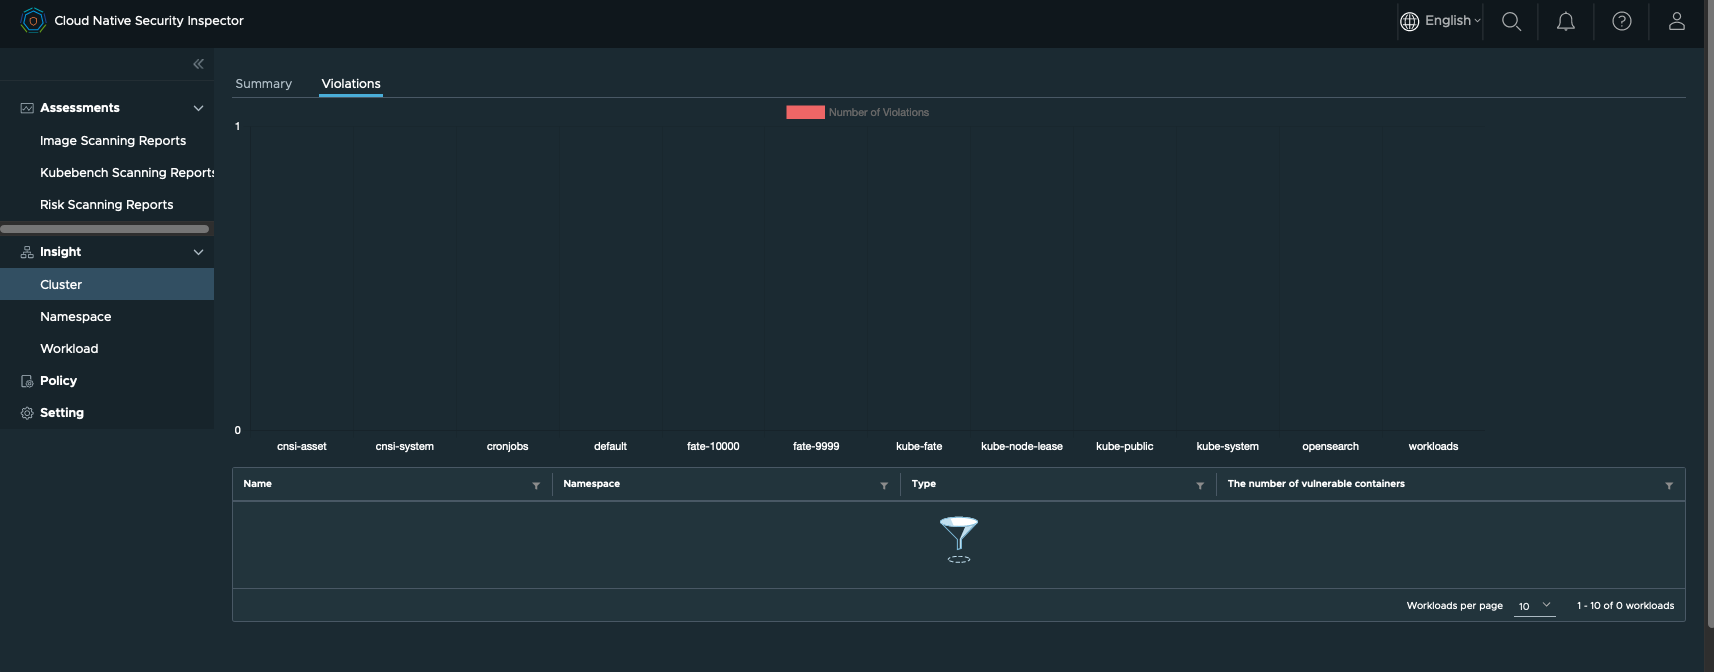 Cloud Native Security Inspector
English
?
Assessments
Image Scanning Reports
Kubebench Scanning Reports
Risk Scanning Reports
Insight
Cluster
Namespace
Workload
Policy
Setting
Summary Violations
Number of Violations
1
0
cnsi-asset cnsi-system cronjobs default fate-10000 fate-9999 kube-fate kube-node-lease kube-public kube-system opensearch workloads
Name Namespace Type The number of vulnerable containers
Workloads per page 10 1 - 10 of 0 workloads